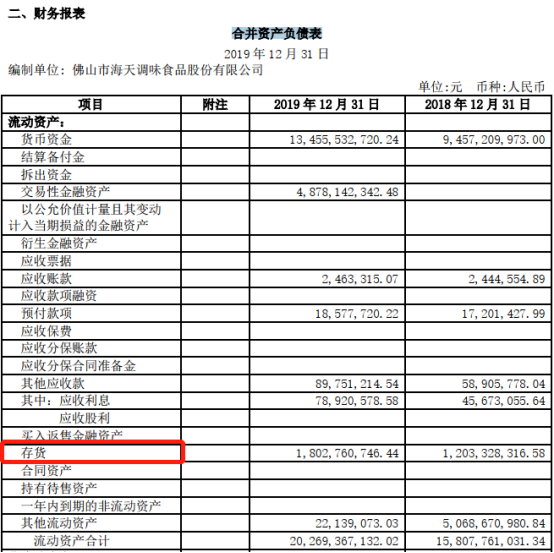 二、财务报表
合并资产负债表
2019 年 12 月 31 日
编制单位: 佛山市海天调味食品股份有限公司
单位:元 币种:人民币
项目 附注 2019 年 12 月 31 日 2018 年 12 月 31 日
流动资产：
货币资金 13,455,532,720.24 9,457,209,973.00
结算备付金
拆出资金
交易性金融资产 4,878,142,342.48
以公允价值计量且其变动
计入当期损益的金融资产
衍生金融资产
应收票据
应收账款 2,463,315.07 2,444,554.89
应收款项融资
预付款项 18,577,720.22 17,201,427.99
应收保费
应收分保账款
应收分保合同准备金
其他应收款 89,751,214.54 58,905,778.04
其中：应收利息 78,920,578.58 45,673,055.64
应收股利
买入返售金融资产
存货 1,802,760,746.44 1,203,328,316.58
合同资产
持有待售资产
一年内到期的非流动资产
其他流动资产 22,139,073.03 5,068,670,980.84
流动资产合计 20,269,367,132.02 15,807,761,031.34